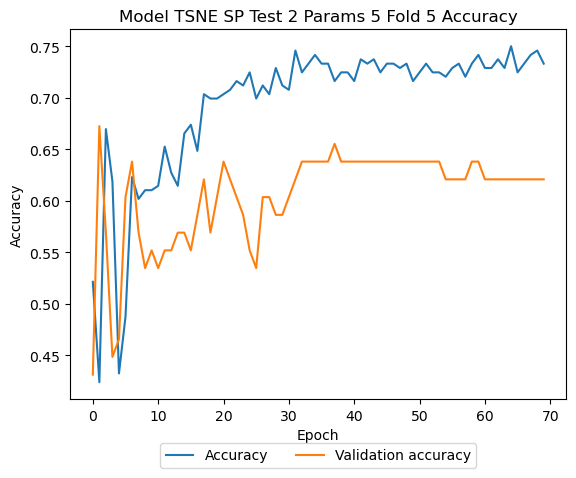 Model TSNE SP Test 2 Params 5 Fold 5 Accuracy
0.75
0.70
0.65
0.60
0.55
0.50
0.45
Accuracy
0 10 20 30 40 50 60 70
Epoch
Accuracy Validation accuracy